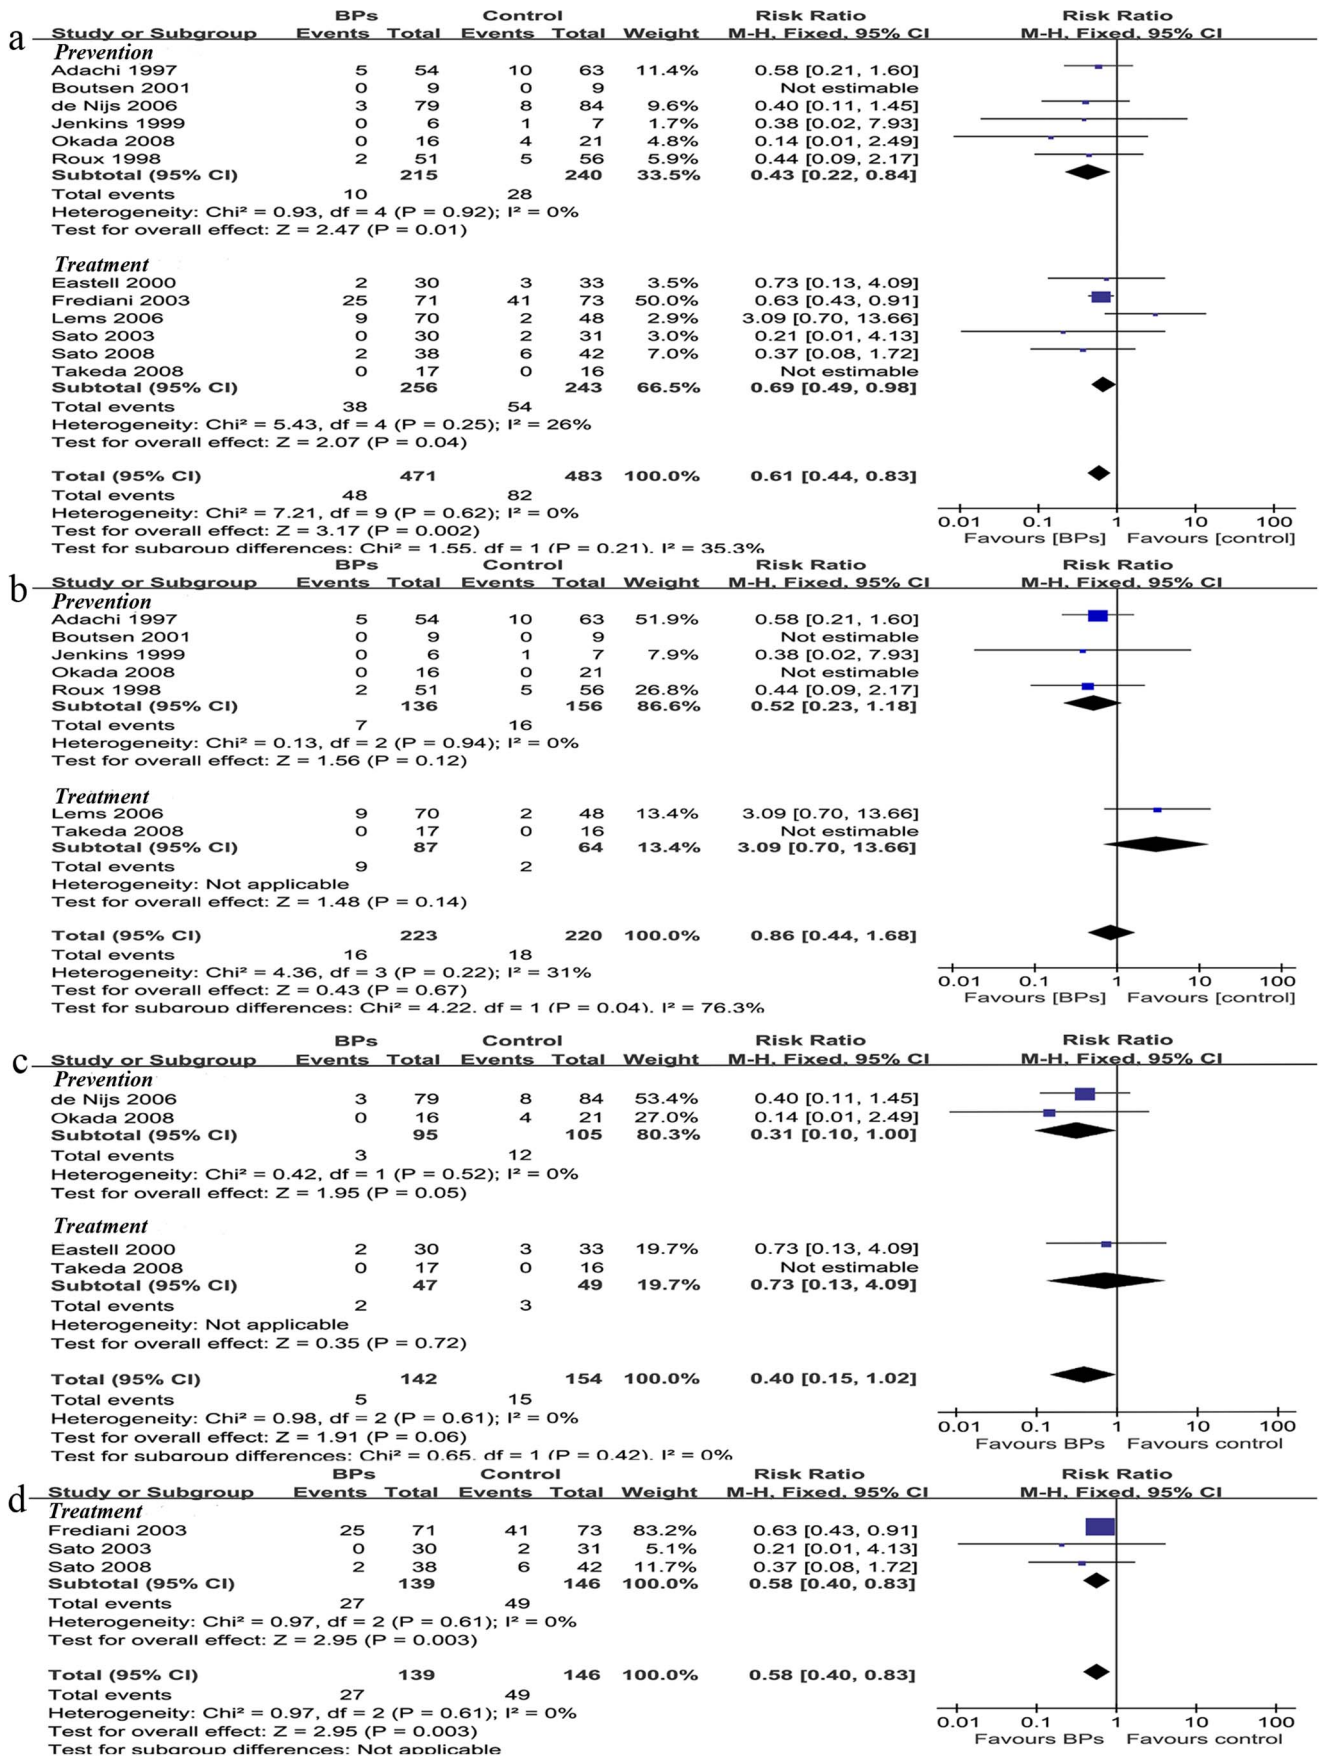 a
BPs Control Risk Ratio Risk Ratio
Study or Subgroup Events Total Events Total Weight M-H, Fixed, 95% CI M-H, Fixed, 95% CI
Prevention
Adachi 1997 5 54 10 63 11.4% 0.58 [0.21, 1.60]
Boutsen 2001 0 9 0 9 Not estimable
de Nijs 2006 3 79 8 84 9.6% 0.40 [0.11, 1.45]
Jenkins 1999 0 6 1 7 1.7% 0.38 [0.02, 7.93]
Okada 2008 0 16 4 21 4.8% 0.14 [0.01, 2.49]
Roux 1998 2 51 5 56 5.9% 0.44 [0.09, 2.17]
Subtotal (95% CI) 215 240 33.5% 0.43 [0.22, 0.84]
Total events 10 28
Heterogeneity: Chi² = 0.93, df = 4 (P = 0.92); I² = 0%
Test for overall effect: Z = 2.47 (P = 0.01)
Treatment
Eastell 2000 2 30 3 33 3.5% 0.73 [0.13, 4.09]
Frediani 2003 25 71 41 73 50.0% 0.63 [0.43, 0.91]
Lems 2006 9 70 2 48 2.9% 3.09 [0.70, 13.66]
Sato 2003 0 30 2 31 3.0% 0.21 [0.01, 4.13]
Sato 2008 2 38 6 42 7.0% 0.37 [0.08, 1.72]
Takeda 2008 0 17 0 16 Not estimable
Subtotal (95% CI) 256 243 66.5% 0.69 [0.49, 0.98]
Total events 38 54
Heterogeneity: Chi² = 5.43, df = 4 (P = 0.25); I² = 26%
Test for overall effect: Z = 2.07 (P = 0.04)
Total (95% CI) 471 483 100.0% 0.61 [0.44, 0.83]
Total events 48 82
Heterogeneity: Chi² = 7.21, df = 9 (P = 0.62); I² = 0%
Test for overall effect: Z = 3.17 (P = 0.002)
Test for subgroup differences: Chi² = 1.55. df = 1 (P = 0.21). I² = 35.3%
0.01 0.1 1 10 100
Favours [BPs] Favours [control]
b
BPs Control Risk Ratio Risk Ratio
Study or Subgroup Events Total Events Total Weight M-H, Fixed, 95% CI M-H, Fixed, 95% CI
Prevention
Adachi 1997 5 54 10 63 51.9% 0.58 [0.21, 1.60]
Boutsen 2001 0 9 0 9 Not estimable
Jenkins 1999 0 6 1 7 7.9% 0.38 [0.02, 7.93]
Okada 2008 0 16 0 21 Not estimable
Roux 1998 2 51 5 56 26.8% 0.44 [0.09, 2.17]
Subtotal (95% CI) 136 156 86.6% 0.52 [0.23, 1.18]
Total events 7 16
Heterogeneity: Chi² = 0.13, df = 2 (P = 0.94); I² = 0%
Test for overall effect: Z = 1.56 (P = 0.12)
Treatment
Lems 2006 9 70 2 48 13.4% 3.09 [0.70, 13.66]
Takeda 2008 0 17 0 16 Not estimable
Subtotal (95% CI) 87 64 13.4% 3.09 [0.70, 13.66]
Total events 9 2
Heterogeneity: Not applicable
Test for overall effect: Z = 1.48 (P = 0.14)
Total (95% CI) 223 220 100.0% 0.86 [0.44, 1.68]
Total events 16 18
Heterogeneity: Chi² = 4.36, df = 3 (P = 0.22); I² = 31%
Test for overall effect: Z = 0.43 (P = 0.67)
Test for subgroup differences: Chi² = 4.22. df = 1 (P = 0.04). I² = 76.3%
0.01 0.1 1 10 100
Favours [BPs] Favours [control]
c
BPs Control Risk Ratio Risk Ratio
Study or Subgroup Events Total Events Total Weight M-H, Fixed, 95% CI M-H, Fixed, 95% CI
Prevention
de Nijs 2006 3 79 8 84 53.4% 0.40 [0.11, 1.45]
Okada 2008 0 16 4 21 27.0% 0.14 [0.01, 2.49]
Subtotal (95% CI) 95 105 80.3% 0.31 [0.10, 1.00]
Total events 3 12
Heterogeneity: Chi² = 0.42, df = 1 (P = 0.52); I² = 0%
Test for overall effect: Z = 1.95 (P = 0.05)
Treatment
Eastell 2000 2 30 3 33 19.7% 0.73 [0.13, 4.09]
Takeda 2008 0 17 0 16 Not estimable
Subtotal (95% CI) 47 49 19.7% 0.73 [0.13, 4.09]
Total events 2 3
Heterogeneity: Not applicable
Test for overall effect: Z = 0.35 (P = 0.72)
Total (95% CI) 142 154 100.0% 0.40 [0.15, 1.02]
Total events 5 15
Heterogeneity: Chi² = 0.98, df = 2 (P = 0.61); I² = 0%
Test for overall effect: Z = 1.91 (P = 0.06)
Test for subgroup differences: Chi² = 0.65. df = 1 (P = 0.42). I² = 0%
0.01 0.1 1 10 100
Favours BPs Favours control
d
BPs Control Risk Ratio Risk Ratio
Study or Subgroup Events Total Events Total Weight M-H, Fixed, 95% CI M-H, Fixed, 95% CI
Treatment
Frediani 2003 25 71 41 73 83.2% 0.63 [0.43, 0.91]
Sato 2003 0 30 2 31 5.1% 0.21 [0.01, 4.13]
Sato 2008 2 38 6 42 11.7% 0.37 [0.08, 1.72]
Subtotal (95% CI) 139 146 100.0% 0.58 [0.40, 0.83]
Total events 27 49
Heterogeneity: Chi² = 0.97, df = 2 (P = 0.61); I² = 0%
Test for overall effect: Z = 2.95 (P = 0.003)
Total (95% CI) 139 146 100.0% 0.58 [0.40, 0.83]
Total events 27 49
Heterogeneity: Chi² = 0.97, df = 2 (P = 0.61); I² = 0%
Test for overall effect: Z = 2.95 (P = 0.003)
Test for subgroup differences: Not applicable
0.01 0.1 1 10 100
Favours BPs Favours control